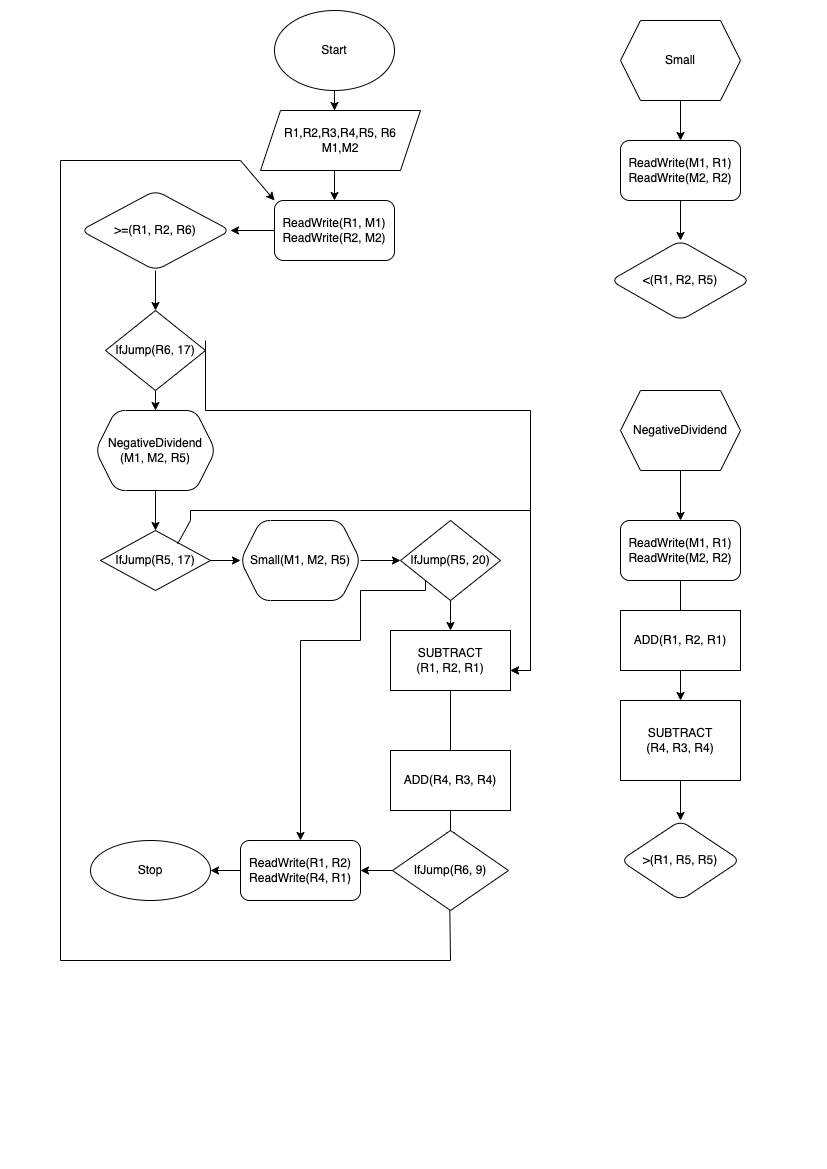 Start
R1,R2,R3,R4,R5, R6
M1,M2
ReadWrite(R1, M1)
ReadWrite(R2, M2)
>=(R1, R2, R6)
IfJump(R6, 17)
NegativeDividend
(M1, M2, R5)
IfJump(R5, 17)
Small(M1, M2, R5)
IfJump(R5, 20)
SUBTRACT
(R1, R2, R1)
ADD(R4, R3, R4)
IfJump(R6, 9)
ReadWrite(R1, R2)
ReadWrite(R4, R1)
Stop
Small
ReadWrite(M1, R1)
ReadWrite(M2, R2)
<(R1, R2, R5)
NegativeDividend
ReadWrite(M1, R1)
ReadWrite(M2, R2)
ADD(R1, R2, R1)
SUBTRACT
(R4, R3, R4)
>(R1, R5, R5)